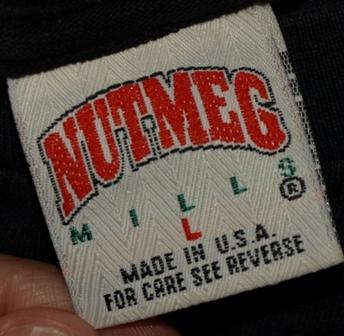 NUTMEG
MILLS®
L
MADE IN U.S.A.
FOR CARE SEE REVERSE